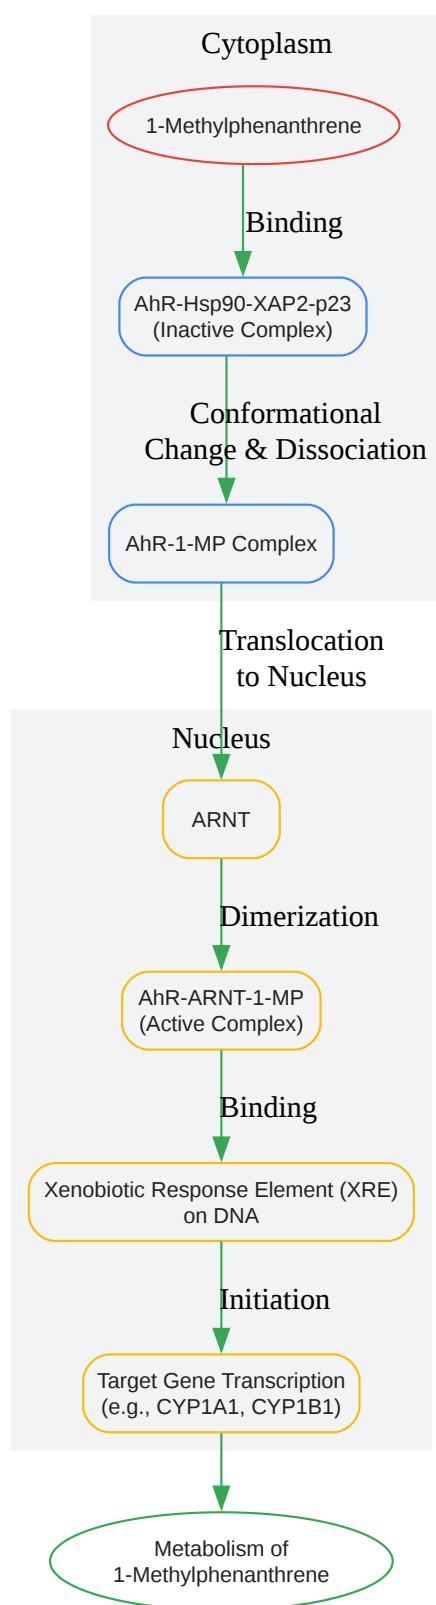 Cytoplasm
1-Methylphenanthrene
Binding
AhR-Hsp90-XAP2-p23
(Inactive Complex)
Conformational
Change & Dissociation
AhR-1-MP Complex
Translocation
to Nucleus
Nucleus
ARNT
Dimerization
AhR-ARNT-1-MP
(Active Complex)
Binding
Xenobiotic Response Element (XRE)
on DNA
Initiation
Target Gene Transcription
(e.g., CYP1A1, CYP1B1)
Metabolism of
1-Methylphenanthrene